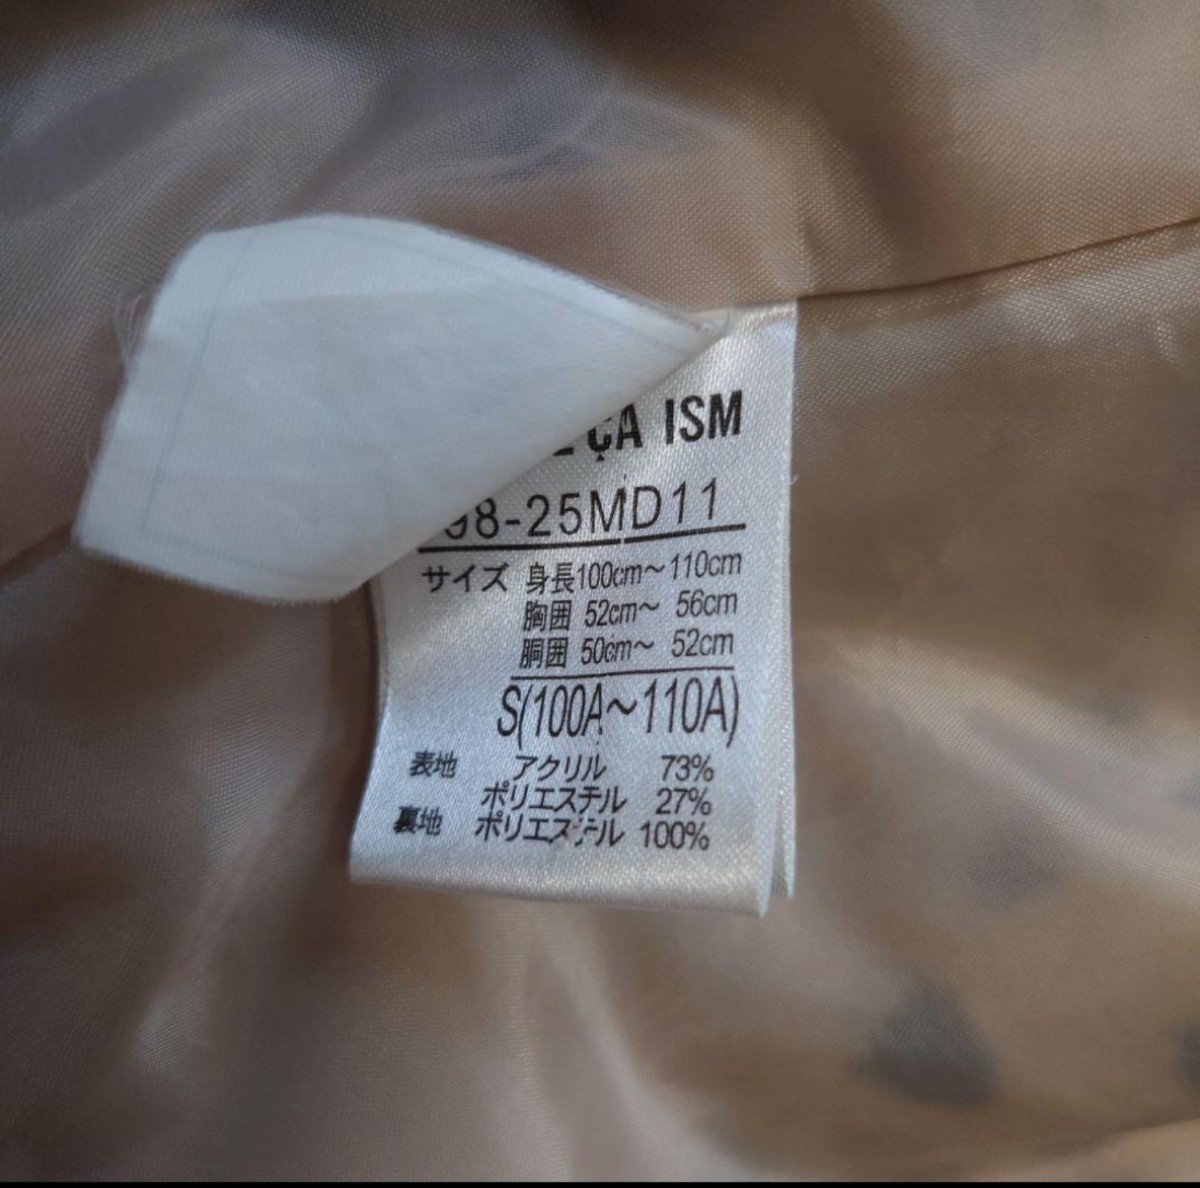 ÇA ISM
98-25MD11
サイズ 身長100cm～110cm
胸囲 52cm～ 56cm
胴囲 50cm～ 52cm
S(100A～110A)
表地 アクリル 73%
ポリエステル 27%
裏地 ポリエステル 100%